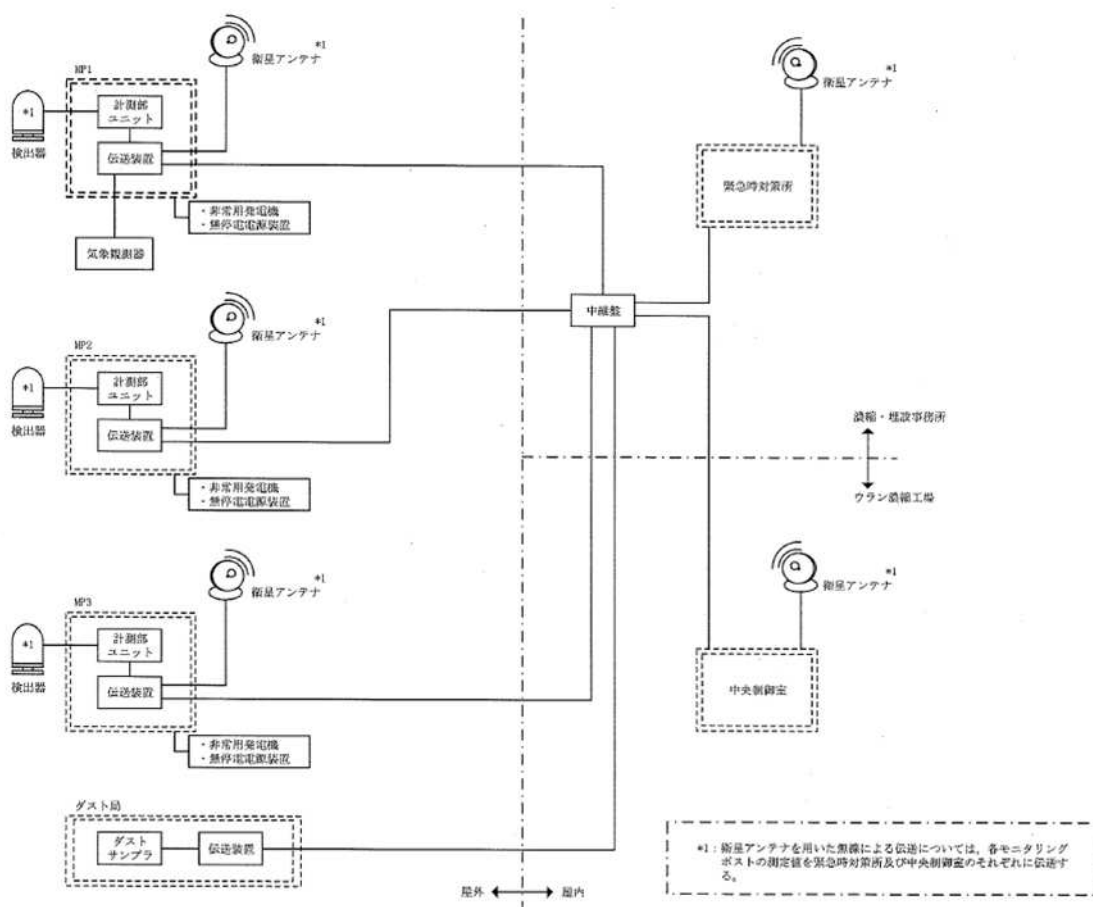 *1
衛星アンテナ
MP1
*1
検出器
計測部
ユニット
伝送装置
・非常用発電機
・無停電電源装置
気象観測器
*1
衛星アンテナ
MP2
*1
検出器
計測部
ユニット
伝送装置
・非常用発電機
・無停電電源装置
*1
衛星アンテナ
MP3
*1
検出器
計測部
ユニット
伝送装置
・非常用発電機
・無停電電源装置
ダスト局
ダスト
サンプラ
伝送装置
中継盤
*1
衛星アンテナ
緊急時対策所
濃縮・埋設事務所
ウラン濃縮工場
*1
衛星アンテナ
中央制御室
屋外
屋内
*1:衛星アンテナを用いた無線による伝送については、各モニタリング
ポストの測定値を緊急時対策所及び中央制御室のそれぞれに伝送す
る。